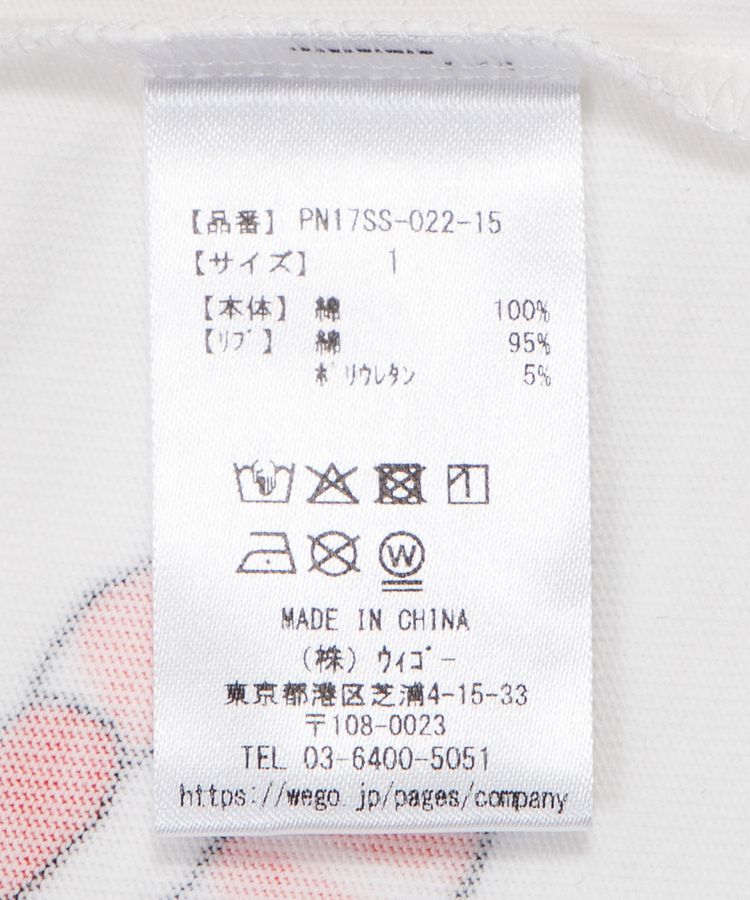 【品番】 PN17SS-022-15
【サイズ】 1
【本体】 綿 100%
【ﾘﾌﾞ】 綿 95%
ﾎﾟﾘｳﾚﾀﾝ 5%
W
MADE IN CHINA
(株) ｳｨｺﾞｰ
東京都港区芝浦4-15-33
〒108-0023
TEL 03-6400-5051
https://wego.jp/pages/company